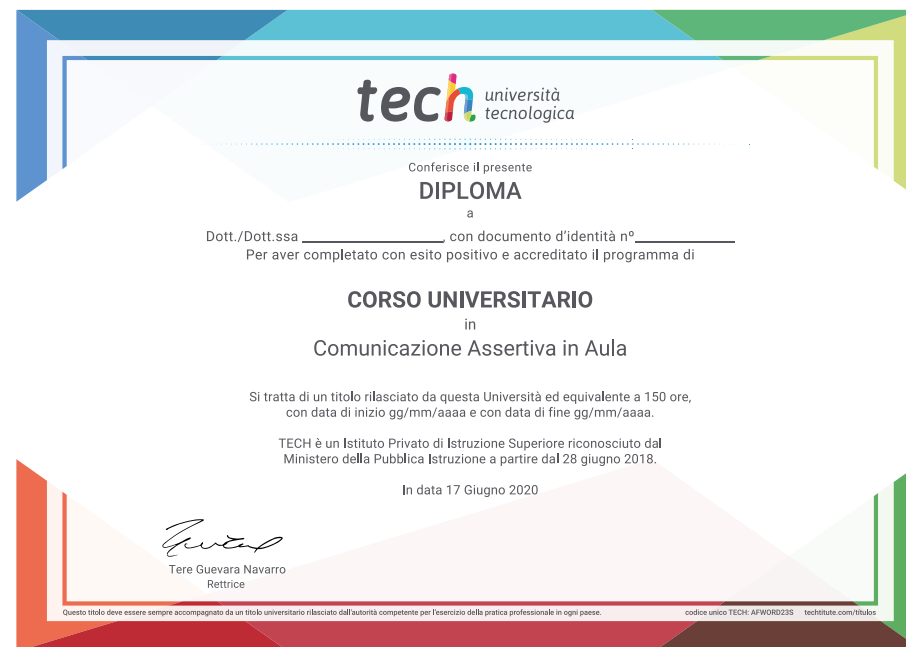 tech università
tecnologica
Conferisce il presente
DIPLOMA
a
Dott./Dott.ssa ____________________, con documento d'identità nº______________
Per aver completato con esito positivo e accreditato il programma di
CORSO UNIVERSITARIO
in
Comunicazione Assertiva in Aula
Si tratta di un titolo rilasciato da questa Università ed equivalente a 150 ore,
con data di inizio gg/mm/aaaa e con data di fine gg/mm/aaaa.
TECH è un Istituto Privato di Istruzione Superiore riconosciuto dal
Ministero della Pubblica Istruzione a partire dal 28 giugno 2018.
In data 17 Giugno 2020
Tere Guevara Navarro
Rettrice
Questo titolo deve essere sempre accompagnato da un titolo universitario rilasciato dall'autorità competente per l'esercizio della pratica professionale in ogni paese. codice unico TECH: AFWORD23S techtitute.com/títulos